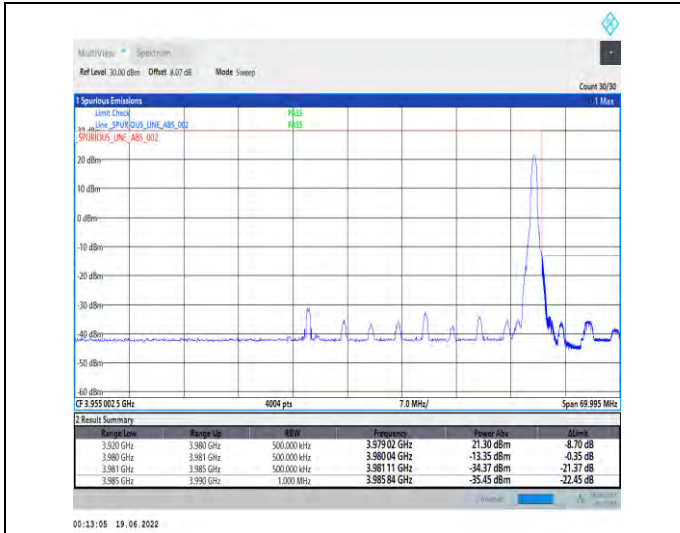 MultiView Spectrum
Ref Level 30.00 dBm Offset 8.07 dB Mode Sweep
Count 30/30
1 Spurious Emissions 1 Max
Limit Check PASS
Line _SPURIOUS_LINE_ABS_002 PASS
SPURIOUS_LINE_ABS_002
20 dBm
10 dBm
0 dBm
-10 dBm
-20 dBm
-30 dBm
-40 dBm
-50 dBm
-60 dBm
CF 3.955 002 5 GHz 4004 pts 7.0 MHz/ Span 69.995 MHz
2 Result Summary
Range Low Range Up RBW Frequency Power Abs ΔLimit
3.920 GHz 3.980 GHz 500.000 kHz 3.979 02 GHz 21.30 dBm -8.70 dB
3.980 GHz 3.981 GHz 500.000 kHz 3.980 04 GHz -13.35 dBm -0.35 dB
3.981 GHz 3.985 GHz 500.000 kHz 3.981 11 GHz -34.37 dBm -21.37 dB
3.985 GHz 3.990 GHz 1.000 MHz 3.985 84 GHz -35.45 dBm -22.45 dB
00:13:05 19.06.2022